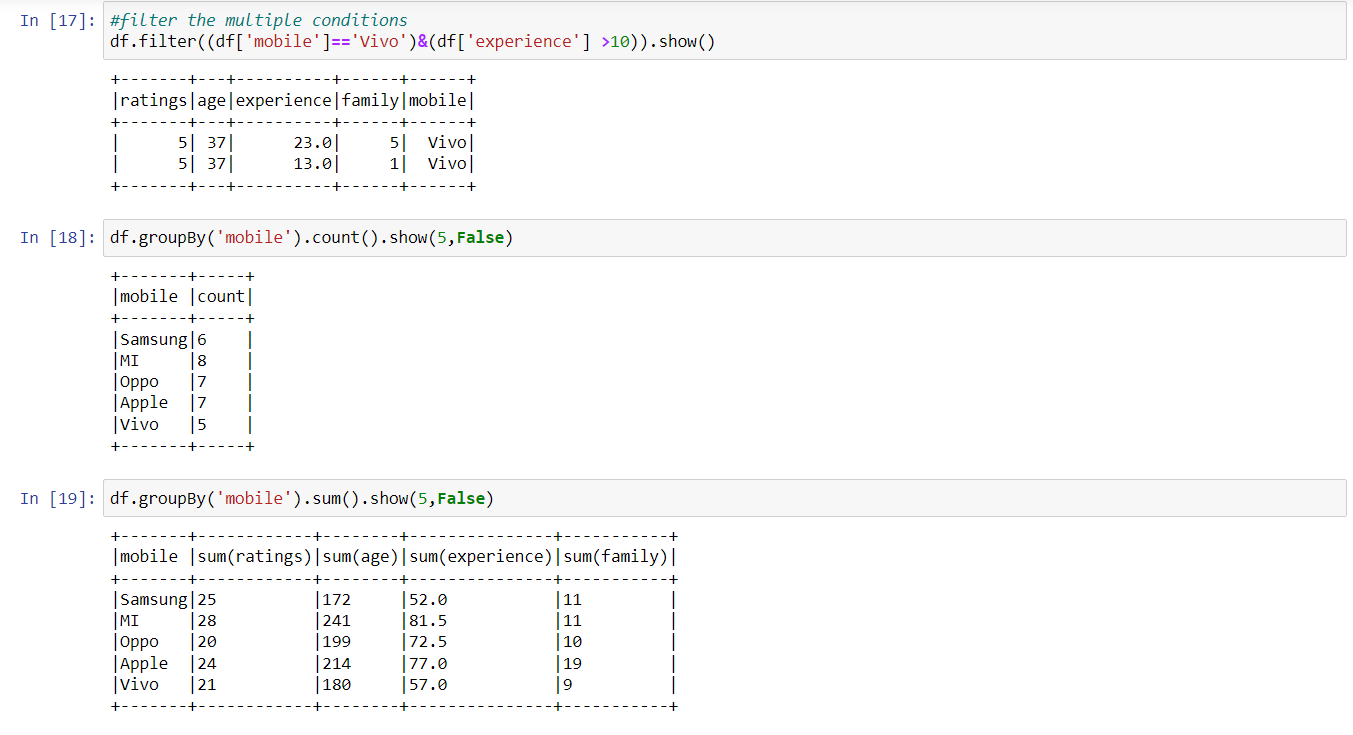 In [17]: #filter the multiple conditions
df.filter((df['mobile']=='Vivo')&(df['experience'] >10)).show()
+-------+---+----------+------+------+
|ratings|age|experience|family|mobile|
+-------+---+----------+------+------+
|      5| 37|      23.0|     5|  Vivo|
|      5| 37|      13.0|     1|  Vivo|
+-------+---+----------+------+------+
In [18]: df.groupBy('mobile').count().show(5,False)
+-------+-----+
|mobile |count|
+-------+-----+
|Samsung|6    |
|MI     |8    |
|Oppo   |7    |
|Apple  |7    |
|Vivo   |5    |
+-------+-----+
In [19]: df.groupBy('mobile').sum().show(5,False)
+-------+------------+--------+---------------+-----------+
|mobile |sum(ratings)|sum(age)|sum(experience)|sum(family)|
+-------+------------+--------+---------------+-----------+
|Samsung|25          |172     |52.0           |11         |
|MI     |28          |241     |81.5           |11         |
|Oppo   |20          |199     |72.5           |10         |
|Apple  |24          |214     |77.0           |19         |
|Vivo   |21          |180     |57.0           |9          |
+-------+------------+--------+---------------+-----------+